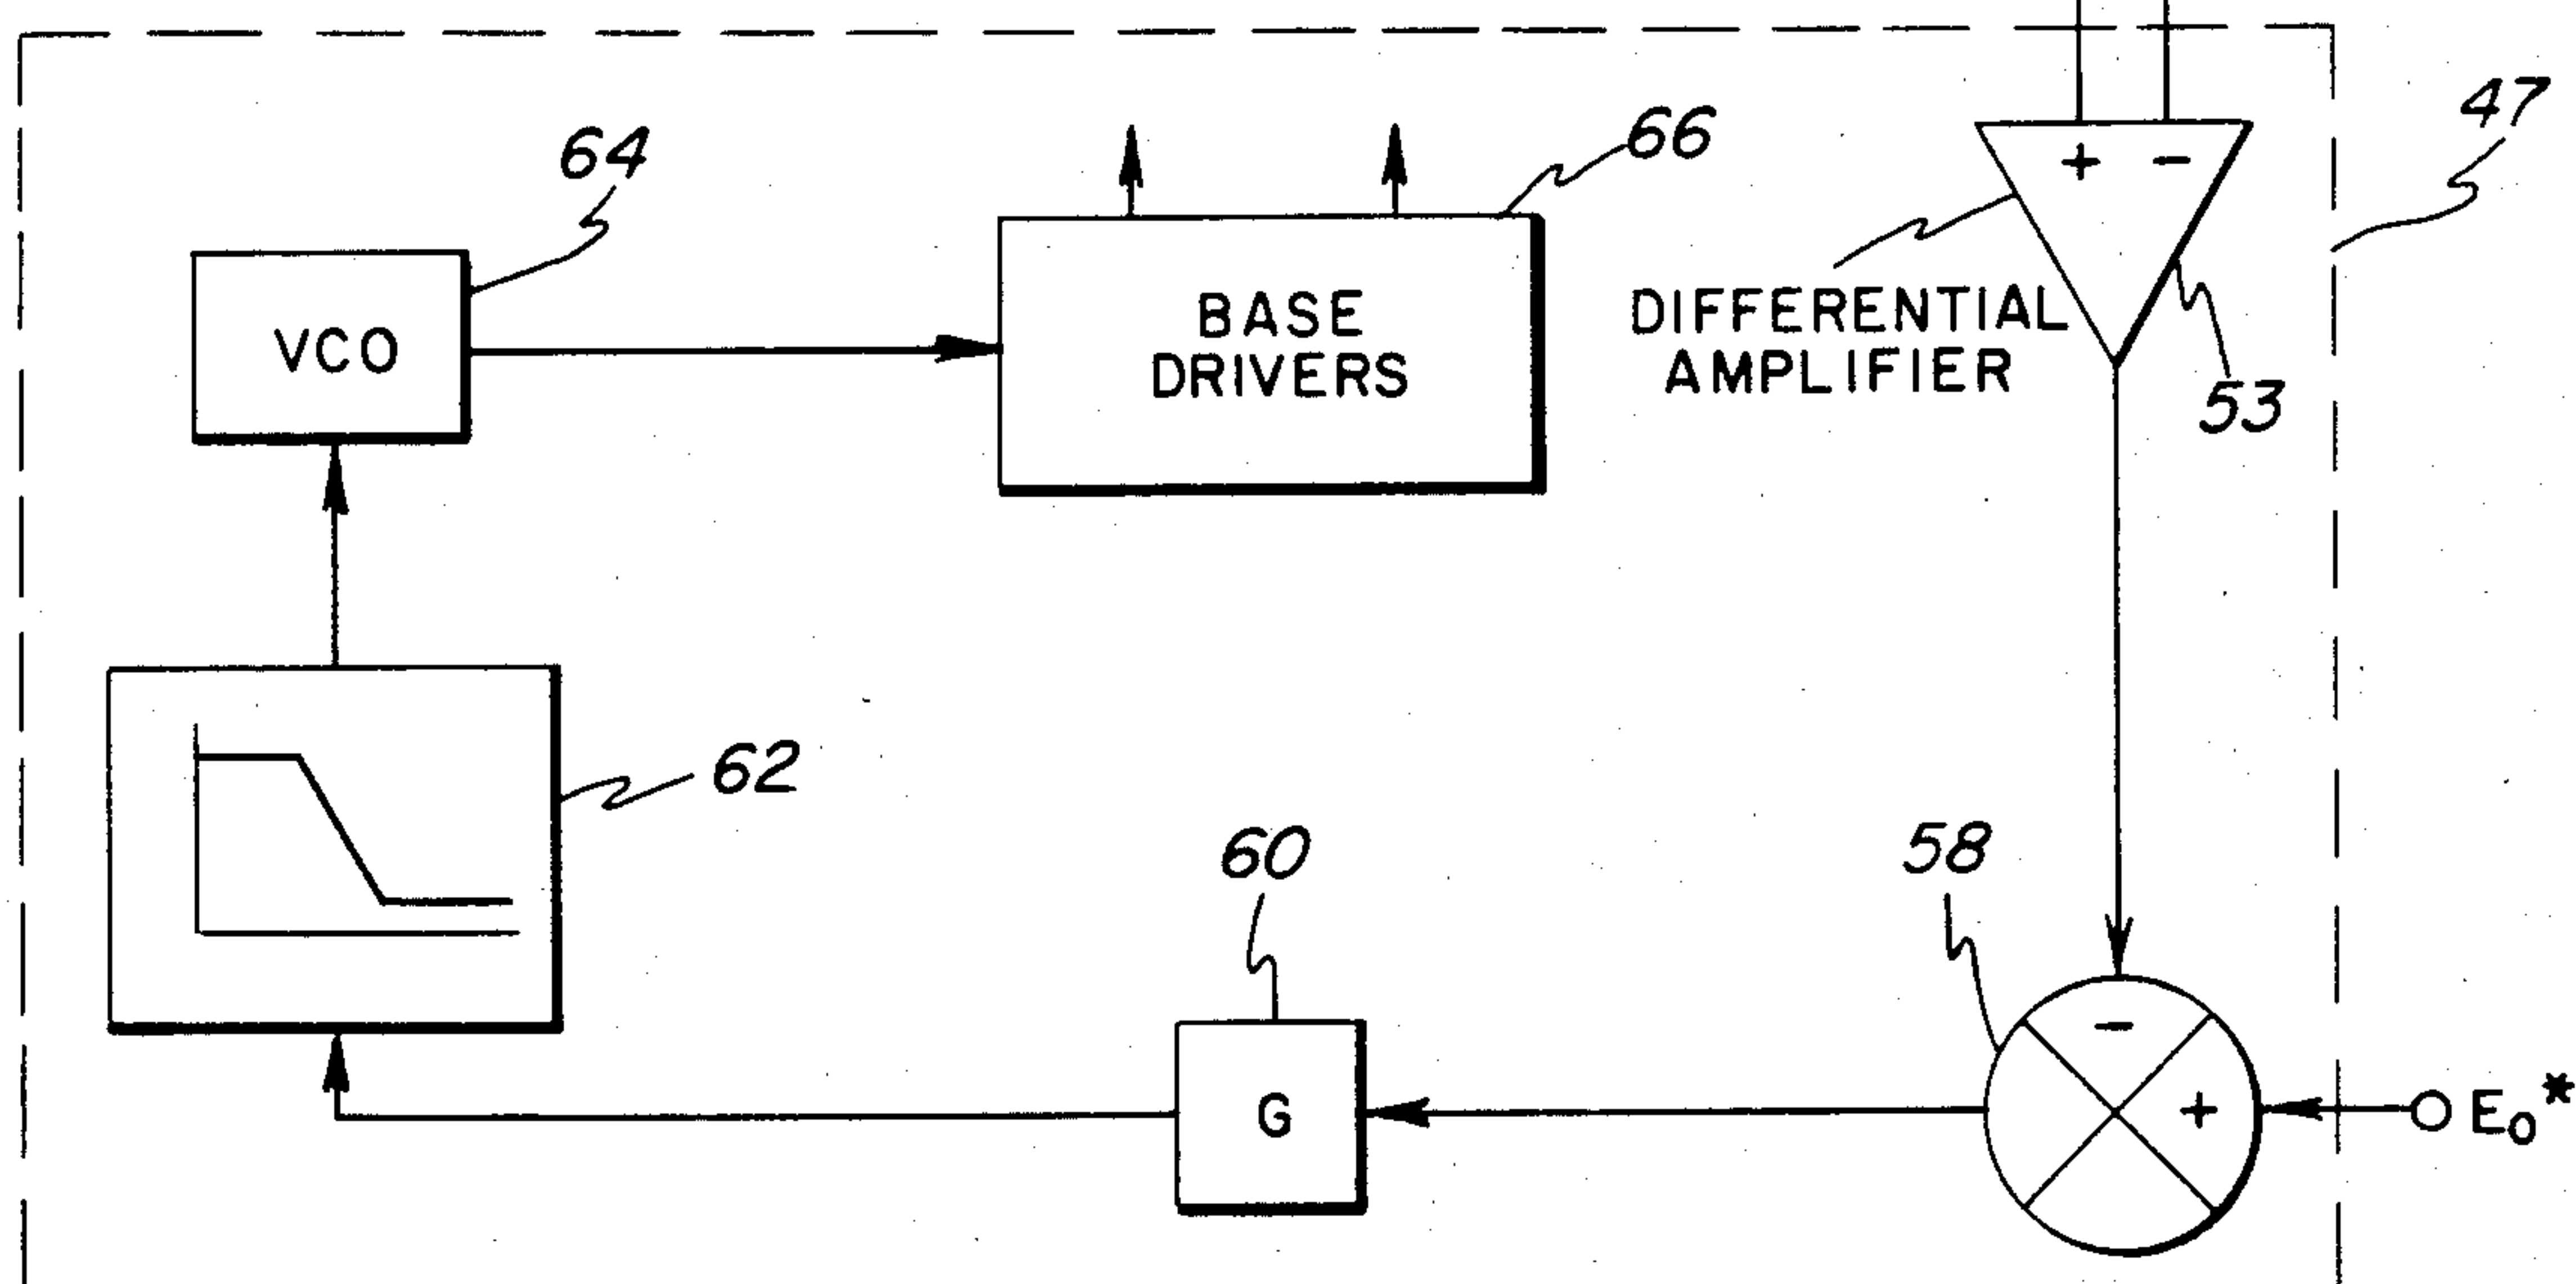 47
64
66
+ -
VCO
BASE
DRIVERS
DIFFERENTIAL
AMPLIFIER
53
62
60
58
-
+
G
E₀*